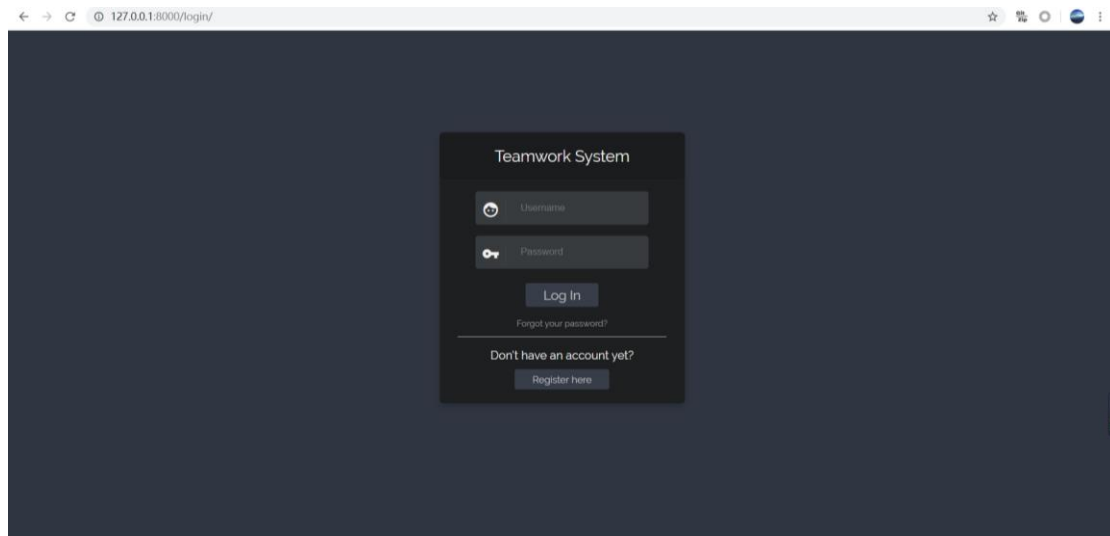 127.0.0.1:8000/login/
Teamwork System
Username
Password
Log In
Forgot your password?
Don't have an account yet?
Register here